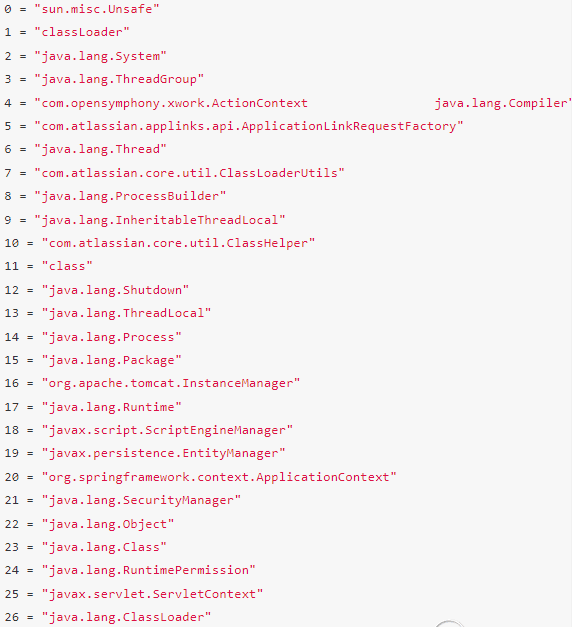 0 = "sun.misc.Unsafe"
1 = "classLoader"
2 = "java.lang.System"
3 = "java.lang.ThreadGroup"
4 = "com.opensymphony.xwork.ActionContext                 java.lang.Compiler"
5 = "com.atlassian.applinks.api.ApplicationLinkRequestFactory"
6 = "java.lang.Thread"
7 = "com.atlassian.core.util.ClassLoaderUtils"
8 = "java.lang.ProcessBuilder"
9 = "java.lang.InheritableThreadLocal"
10 = "com.atlassian.core.util.ClassHelper"
11 = "class"
12 = "java.lang.Shutdown"
13 = "java.lang.ThreadLocal"
14 = "java.lang.Process"
15 = "java.lang.Package"
16 = "org.apache.tomcat.InstanceManager"
17 = "java.lang.Runtime"
18 = "javax.script.ScriptEngineManager"
19 = "javax.persistence.EntityManager"
20 = "org.springframework.context.ApplicationContext"
21 = "java.lang.SecurityManager"
22 = "java.lang.Object"
23 = "java.lang.Class"
24 = "java.lang.RuntimePermission"
25 = "javax.servlet.ServletContext"
26 = "java.lang.ClassLoader"